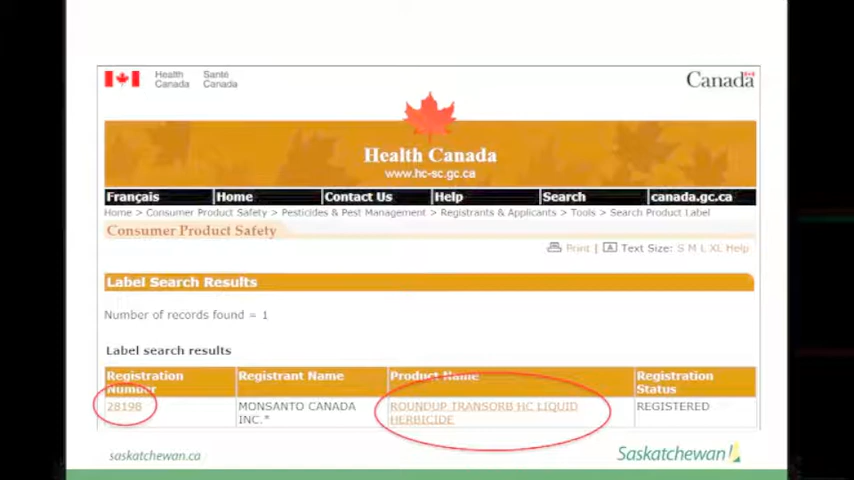 Health Canada Santé Canada Canada
Health Canada
www.hc-sc.gc.ca
Français Home Contact Us Help Search canada.gc.ca
Home > Consumer Product Safety > Pesticides & Pest Management > Registrants & Applicants > Tools > Search Product Label
Consumer Product Safety
Print | A Text Size: S M L XL Help
Label Search Results
Number of records found = 1
Label search results
Registration Number Registrant Name Product Name Registration Status
28198 MONSANTO CANADA INC.* ROUNDUP TRANSORB HC LIQUID HERBICIDE REGISTERED
saskatchewan.ca Saskatchewan